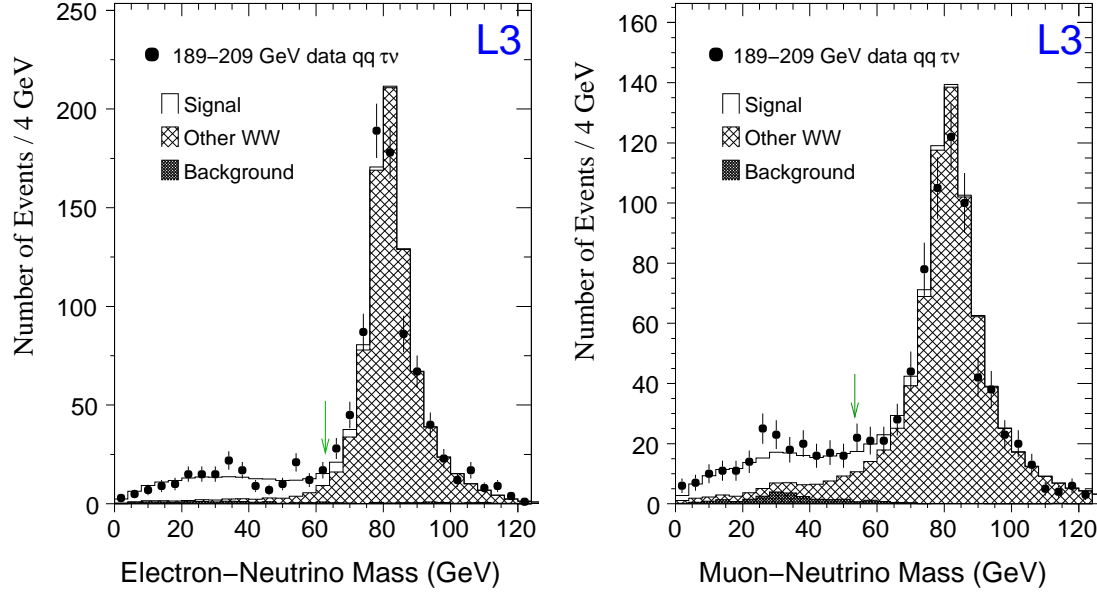 L3
189−209 GeV data qq τν
Signal
Other WW
Background
Number of Events / 4 GeV
250
200
150
100
50
0
0 20 40 60 80 100 120
Electron−Neutrino Mass (GeV)
L3
189−209 GeV data qq τν
Signal
Other WW
Background
Number of Events / 4 GeV
160
140
120
100
80
60
40
20
0
0 20 40 60 80 100 120
Muon−Neutrino Mass (GeV)